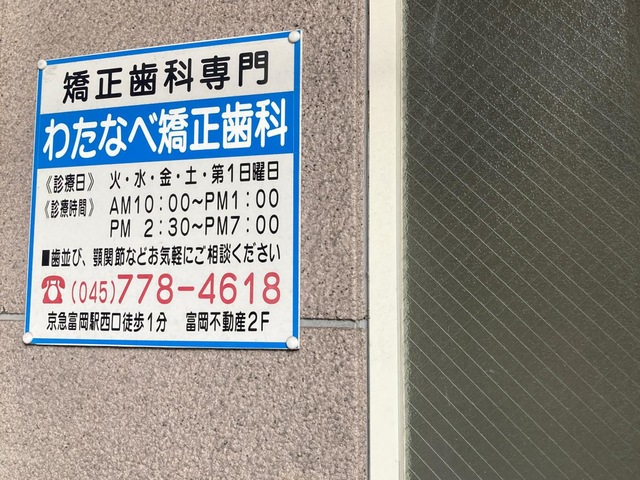 矯正歯科専門
わたなべ矯正歯科
《診療日》 火・水・金・土・第1日曜日
《診療時間》 AM10:00〜PM1:00
PM 2:30〜PM7:00
■歯並び、顎関節などお気軽にご相談ください
☎(045)778-4618
京急富岡駅西口徒歩1分 富岡不動産2F